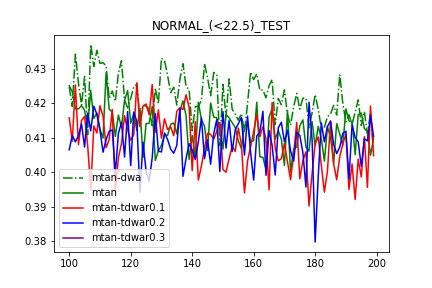 NORMAL_(<22.5)_TEST
0.43
0.42
0.41
0.40
0.39
0.38
mtan-dwa
mtan
mtan-tdwar0.1
mtan-tdwar0.2
mtan-tdwar0.3
100 120 140 160 180 200